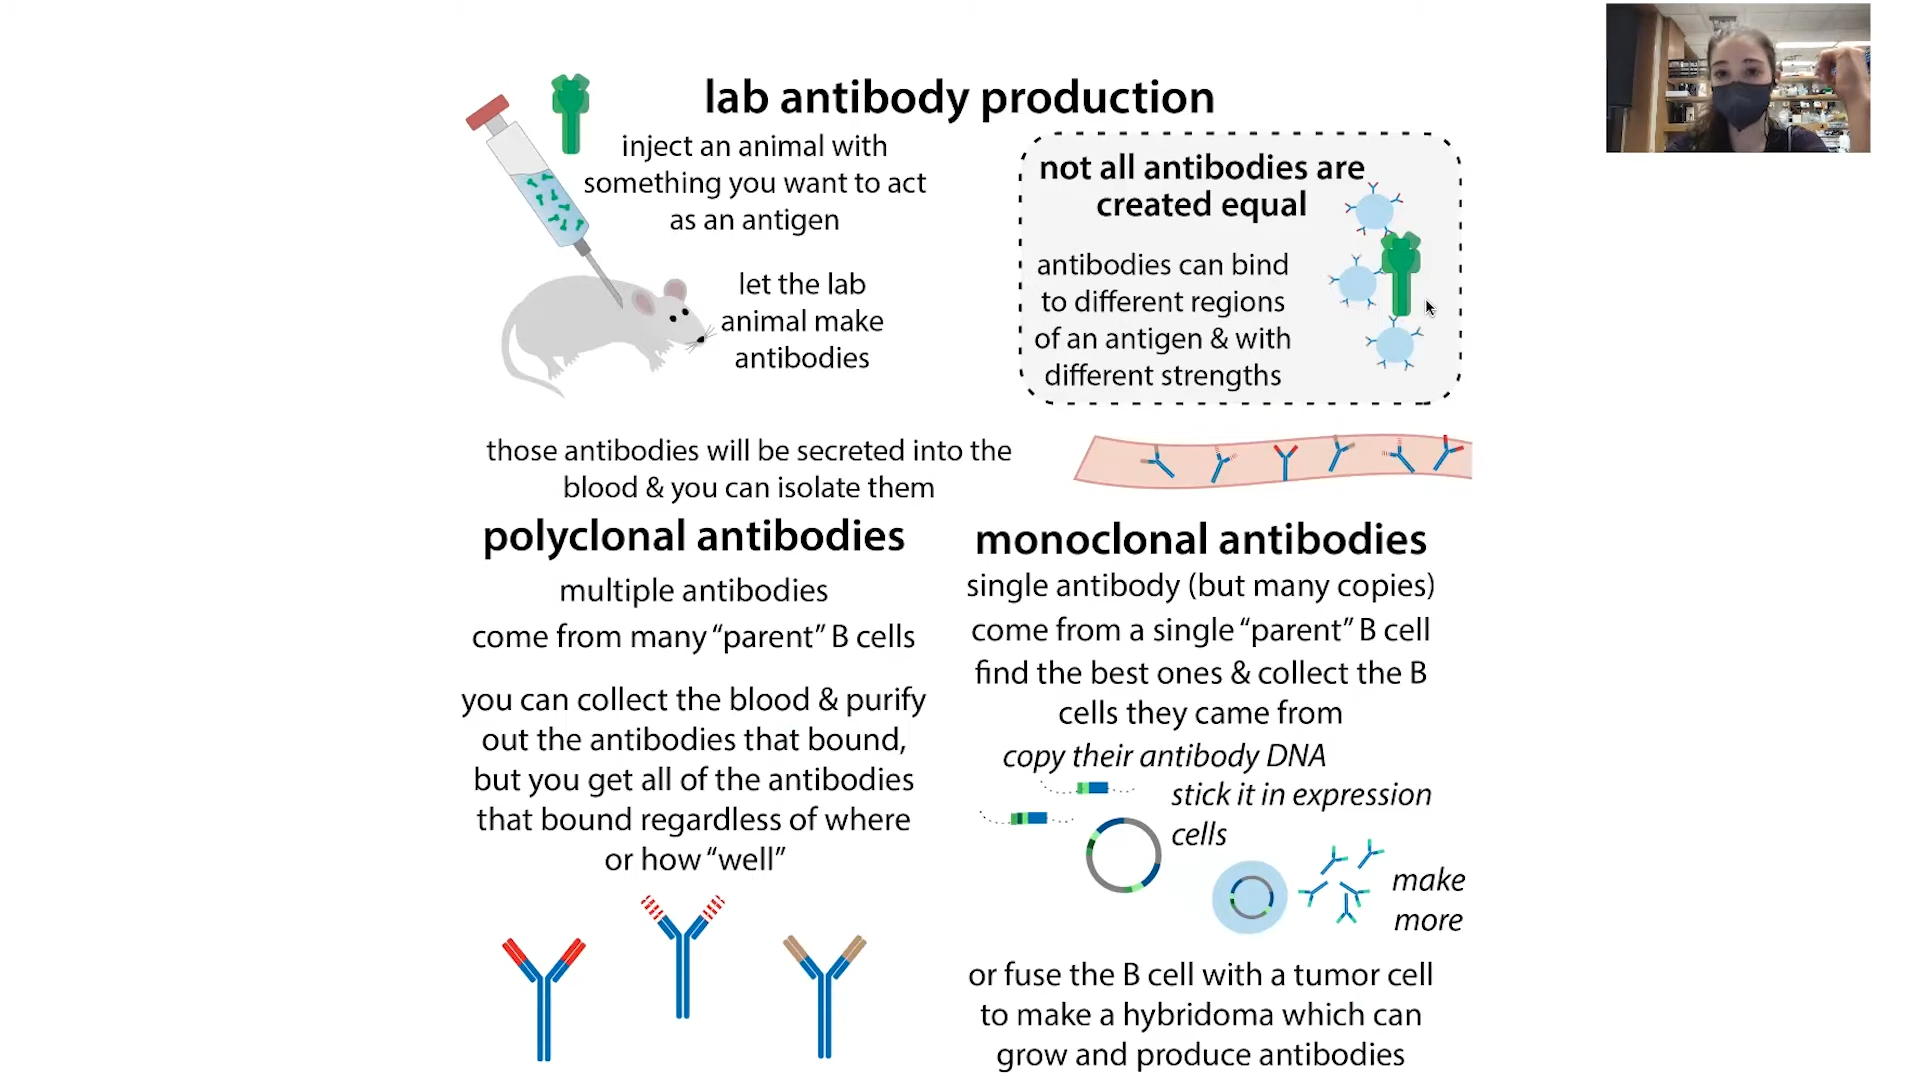 lab antibody production
inject an animal with
something you want to act
as an antigen
let the lab
animal make
antibodies
not all antibodies are
created equal
antibodies can bind
to different regions
of an antigen & with
different strengths
those antibodies will be secreted into the
blood & you can isolate them
polyclonal antibodies
multiple antibodies
come from many “parent” B cells
you can collect the blood & purify
out the antibodies that bound,
but you get all of the antibodies
that bound regardless of where
or how “well”
monoclonal antibodies
single antibody (but many copies)
come from a single “parent” B cell
find the best ones & collect the B
cells they came from
copy their antibody DNA
stick it in expression
cells
make
more
or fuse the B cell with a tumor cell
to make a hybridoma which can
grow and produce antibodies